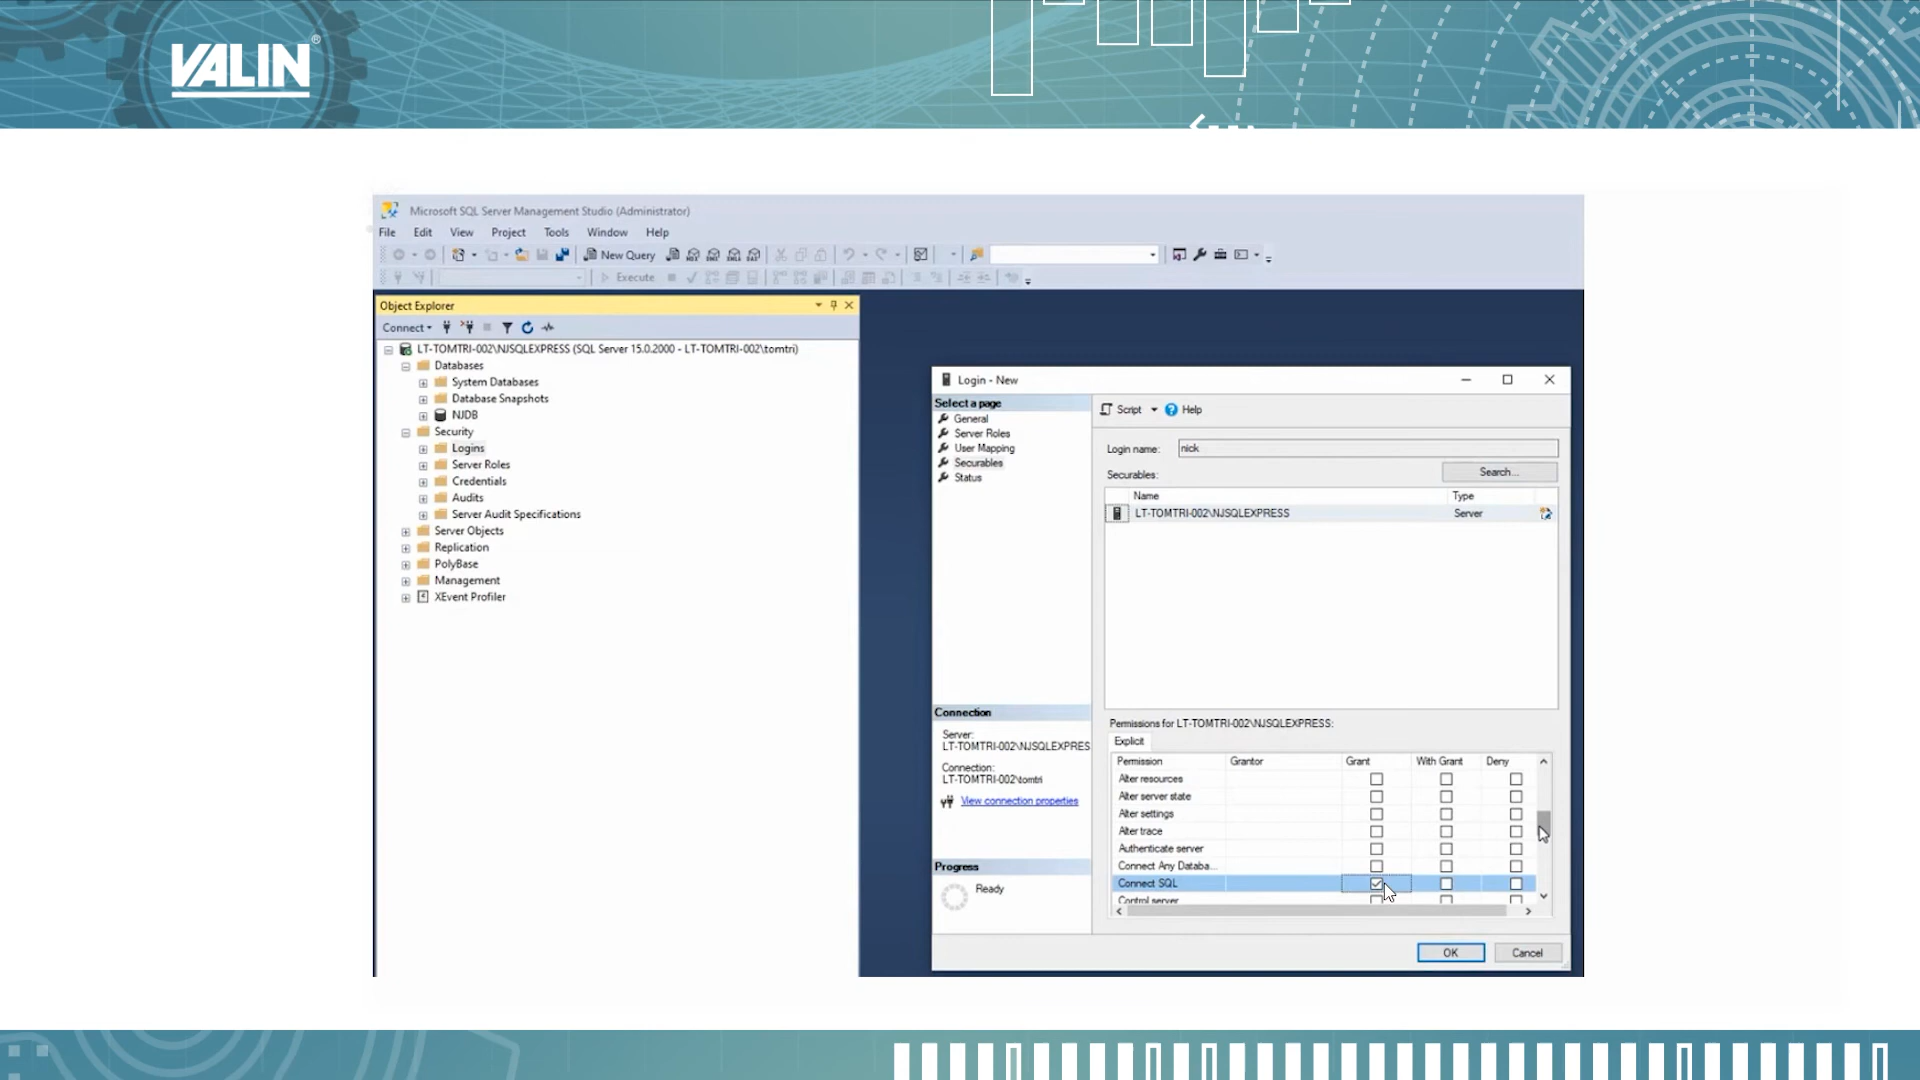 VALIN®
Microsoft SQL Server Management Studio (Administrator)
File Edit View Project Tools Window Help
New Query
Execute
Object Explorer
Connect
LT-TOMTRI-002\NJSQLEXPRESS (SQL Server 15.0.2000 - LT-TOMTRI-002\tomtri)
Databases
System Databases
Database Snapshots
NJDB
Security
Logins
Server Roles
Credentials
Audits
Server Audit Specifications
Server Objects
Replication
PolyBase
Management
XEvent Profiler
Login - New
Select a page
General
Server Roles
User Mapping
Securables
Status
Connection
Server:
LT-TOMTRI-002\NJSQLEXPRES
Connection:
LT-TOMTRI-002\tomtri
View connection properties
Progress
Ready
Script Help
Login name: nick
Securables: Search...
Name Type
LT-TOMTRI-002\NJSQLEXPRESS Server
Permissions for LT-TOMTRI-002\NJSQLEXPRESS:
Explicit
Permission Grantor Grant With Grant Deny
Alter resources
Alter server state
Alter settings
Alter trace
Authenticate server
Connect Any Databa...
Connect SQL
Control server
OK Cancel